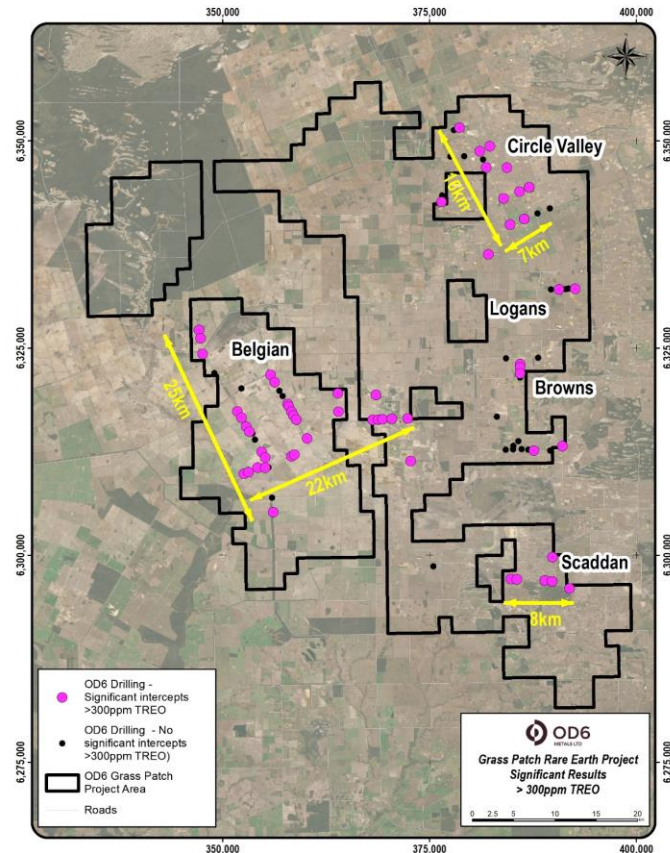 350,000
375,000
400,000
6,350,000
6,350,000
Circle Valley
18km
7km
Logans
6,325,000
6,325,000
Belgian
Browns
25km
22km
6,300,000
6,300,000
Scaddan
8km
OD6 Drilling -
Significant intercepts
>300ppm TREO
OD6 Drilling - No
significant intercepts
>300ppm TREO)
OD6 Grass Patch
Project Area
Roads
OD6
METALS LTD
Grass Patch Rare Earth Project
Significant Results
> 300ppm TREO
0 2.5 5 10 15 20
6,275,000
6,275,000
350,000
375,000
400,000